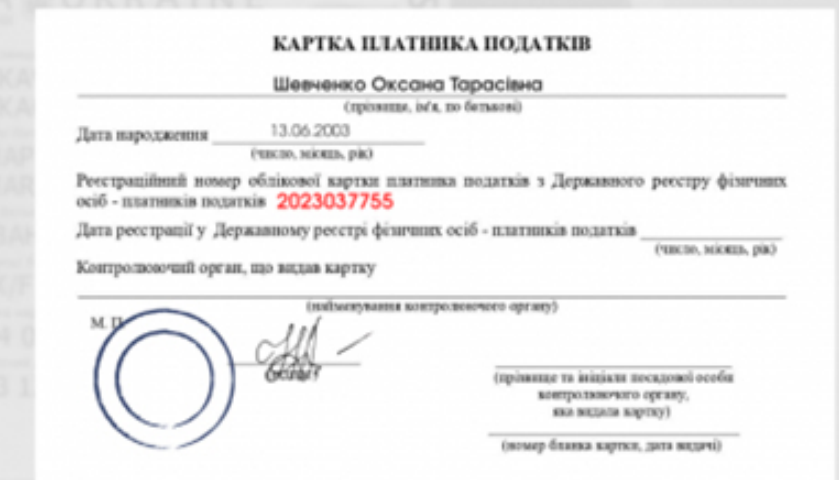 КАРТКА ПЛАТНИКА ПОДАТКІВ
Шевченко Оксана Тарасівна
(прізвище, ім'я, по батькові)
Дата народження 13.06.2003
(число, місяць, рік)
Реєстраційний номер облікової картки платника податків з Державного реєстру фізичних
осіб - платників податків 2023037755
Дата реєстрації у Державному реєстрі фізичних осіб - платників податків
(число, місяць, рік)
Контролюючий орган, що видав картку
(найменування контролюючого органу)
М. П.
(прізвище та ініціали посадової особи
контролюючого органу,
яка видала картку)
(номер бланка картки, дата видачі)